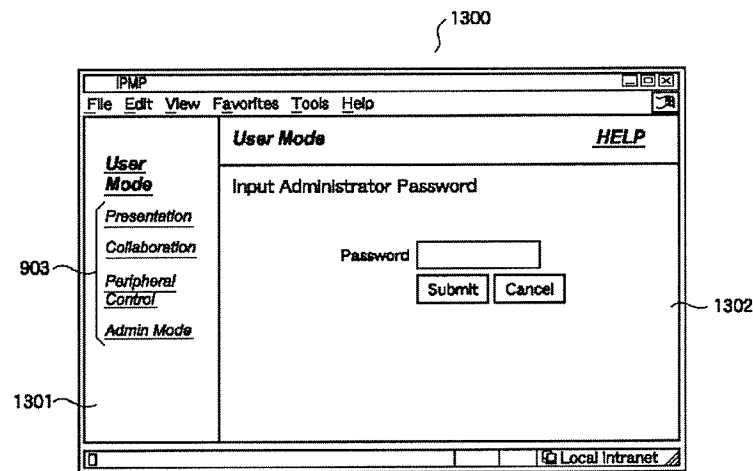 1300
IPMP
File Edit View Favorites Tools Help
User Mode
HELP
User
Mode
Presentation
Collaboration
Peripheral
Control
Admin Mode
903
1301
Input Administrator Password
Password
Submit Cancel
1302
Local Intranet